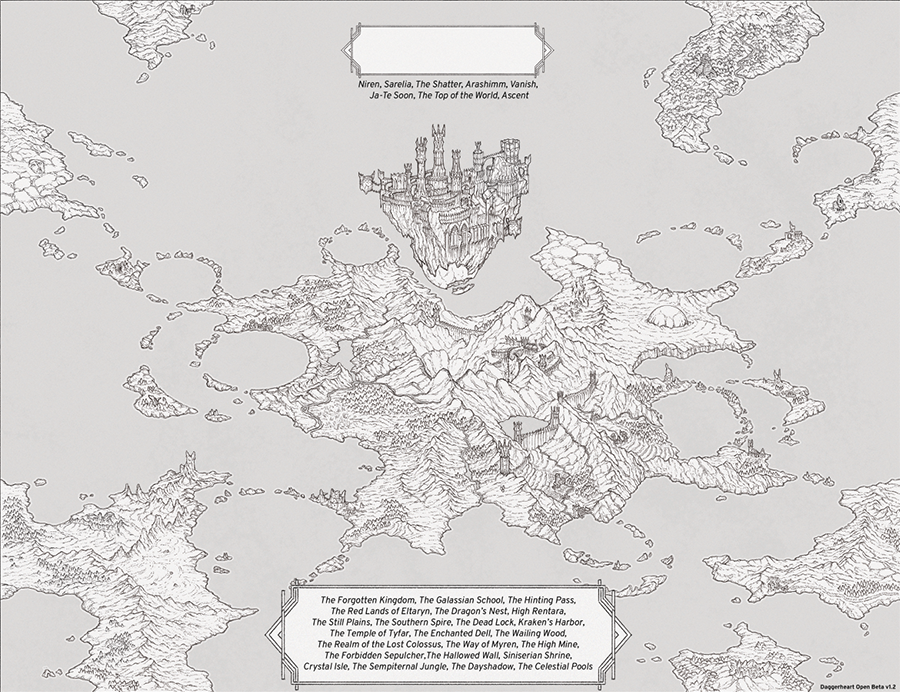 Niren, Sarelia, The Shatter, Arashimm, Vanish,
Ja-Te Soon, The Top of the World, Ascent
The Forgotten Kingdom, The Galassian School, The Hinting Pass,
The Red Lands of Eltaryn, The Dragon's Nest, High Rentara,
The Still Plains, The Southern Spire, The Dead Lock, Kraken's Harbor,
The Temple of Tyfar, The Enchanted Dell, The Wailing Wood,
The Realm of the Lost Colossus, The Way of Myren, The High Mine,
The Forbidden Sepulcher,The Hallowed Wall, Siniserian Shrine,
Crystal Isle, The Sempiternal Jungle, The Dayshadow, The Celestial Pools
Daggerheart Open Beta v1.2